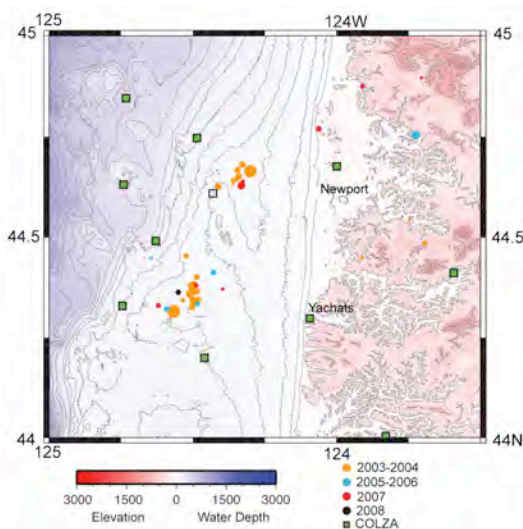 125
124W
45
45
Newport
44.5
44.5
Yachats
44
44N
125
124
3000 1500 0 1500 3000
Elevation Water Depth
2003-2004
2005-2006
2007
2008
COLZA